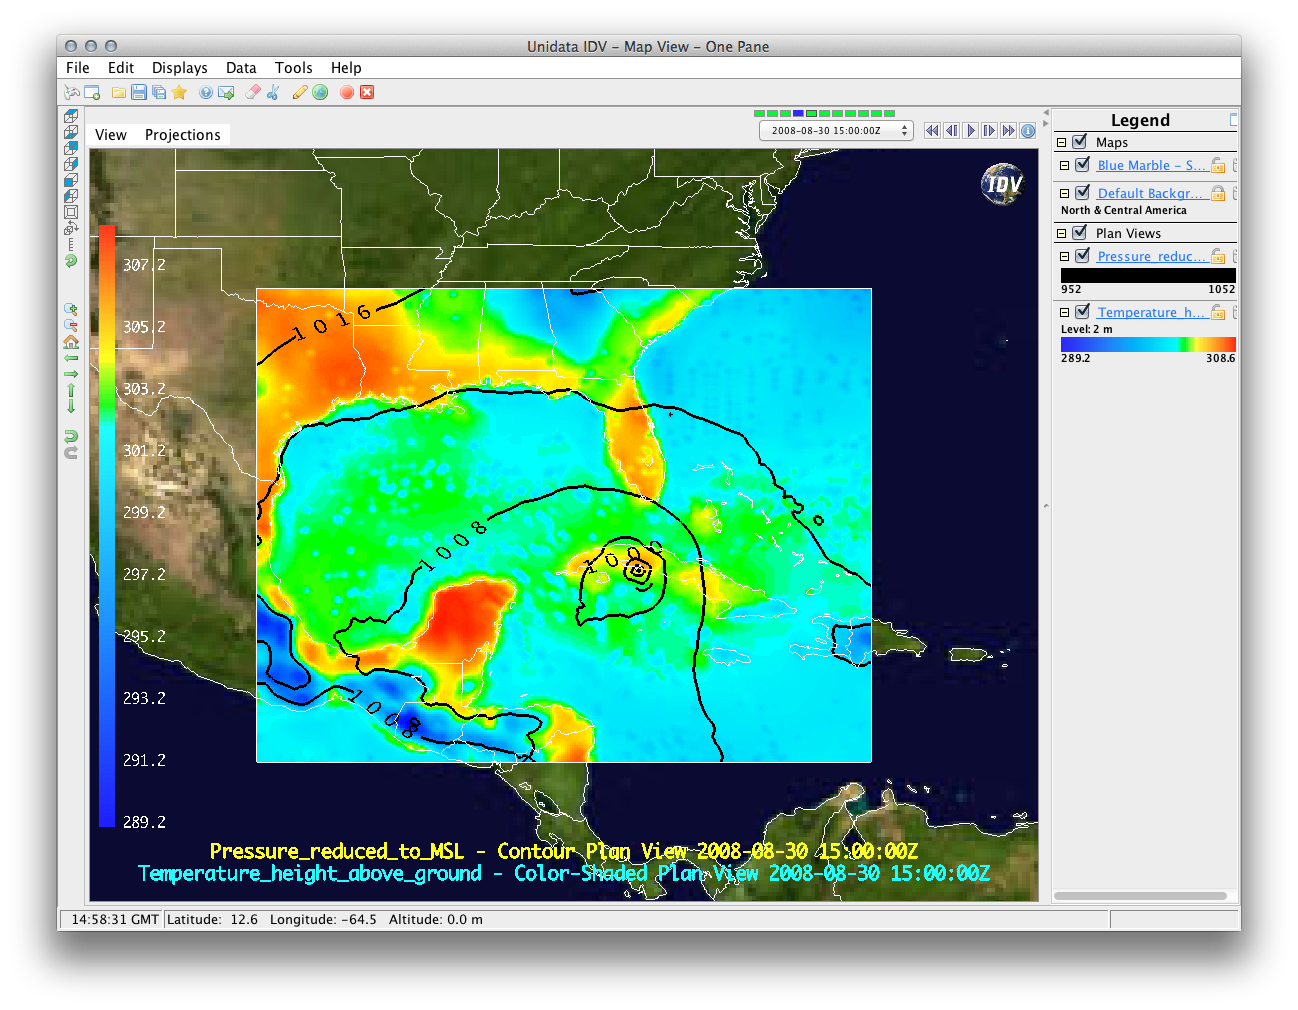 Unidata IDV - Map View - One Pane
File Edit Displays Data Tools Help
View Projections
2008-08-30 15:00:00Z
IDV
307.2
305.2
303.2
301.2
299.2
297.2
295.2
293.2
291.2
289.2
1016
1008
1000
1008
Pressure_reduced_to_MSL - Contour Plan View 2008-08-30 15:00:00Z
Temperature_height_above_ground - Color-Shaded Plan View 2008-08-30 15:00:00Z
Legend
Maps
Blue Marble - S...
Default Backgr...
North & Central America
Plan Views
Pressure_reduc...
952 1052
Temperature_h...
Level: 2 m
289.2 308.6
14:58:31 GMT Latitude: 12.6 Longitude: -64.5 Altitude: 0.0 m